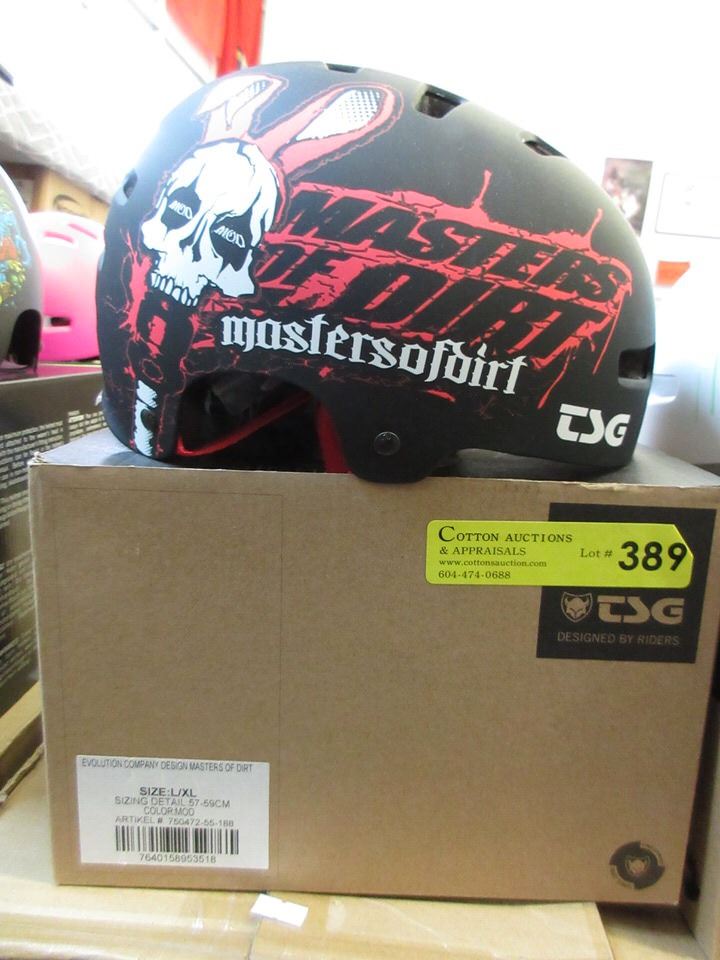 MOD
MOD
MASTERS
OF DIRT
mastersofdirt
TSG
COTTON AUCTIONS
& APPRAISALS
www.cottonsauction.com
604-474-0688
Lot # 389
TSG
DESIGNED BY RIDERS
EVOLUTION COMPANY DESIGN MASTERS OF DIRT
SIZE:L/XL
SIZING DETAIL:57-59CM
COLOR:MOD
ARTIKEL # 750472-55-188
7640158953518